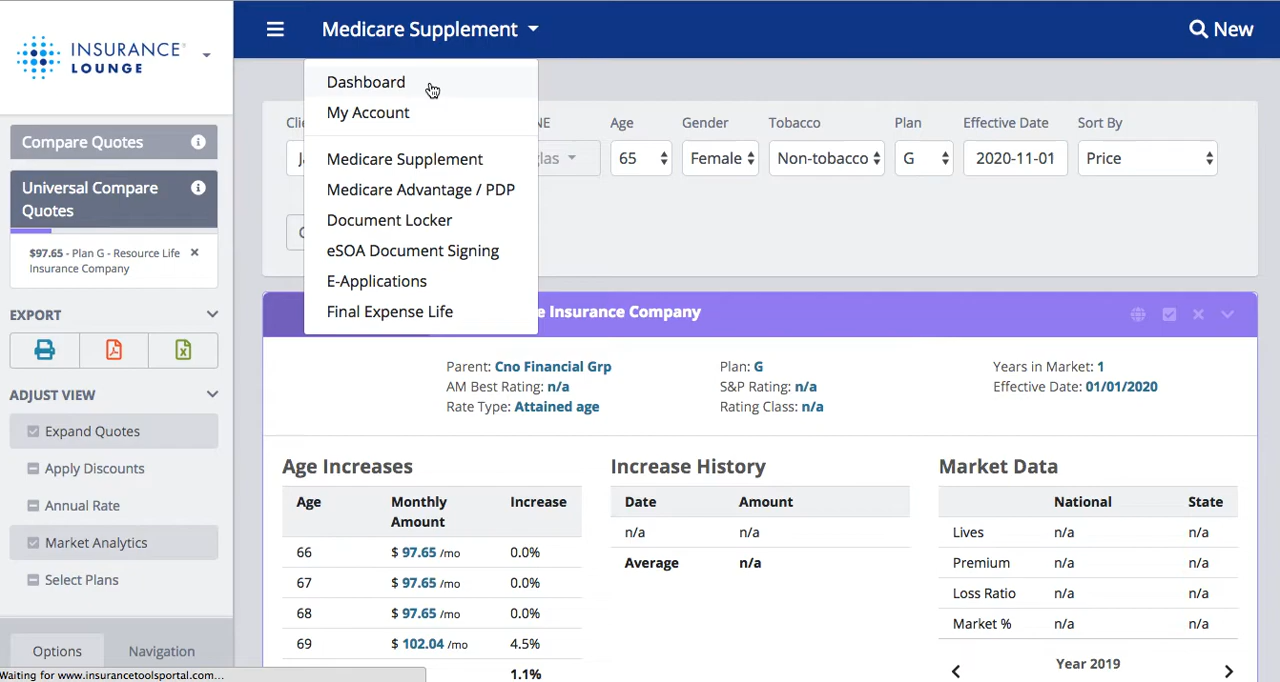 INSURANCE
LOUNGE
Medicare Supplement
New
Dashboard
My Account
Medicare Supplement
Medicare Advantage / PDP
Document Locker
eSOA Document Signing
E-Applications
Final Expense Life
Compare Quotes
Universal Compare
Quotes
$97.65 - Plan G - Resource Life
Insurance Company
EXPORT
ADJUST VIEW
Expand Quotes
Apply Discounts
Annual Rate
Market Analytics
Select Plans
Options Navigation
Waiting for www.insurancetoolsportal.com...
Age Gender Tobacco Plan Effective Date Sort By
65 Female Non-tobacco G 2020-11-01 Price
Insurance Company
Parent: Cno Financial Grp Plan: G Years in Market: 1
AM Best Rating: n/a S&P Rating: n/a Effective Date: 01/01/2020
Rate Type: Attained age Rating Class: n/a
Age Increases
Age Monthly Amount Increase
66 $ 97.65 /mo 0.0%
67 $ 97.65 /mo 0.0%
68 $ 97.65 /mo 0.0%
69 $ 102.04 /mo 4.5%
1.1%
Increase History
Date Amount
n/a n/a
Average n/a
Market Data
National State
Lives n/a n/a
Premium n/a n/a
Loss Ratio n/a n/a
Market % n/a n/a
Year 2019